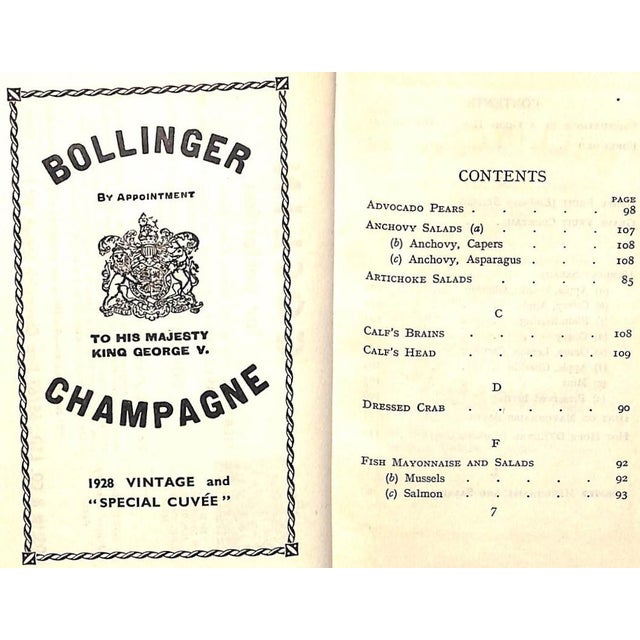 BOLLINGER
BY APPOINTMENT
TO HIS MAJESTY
KING GEORGE V.
CHAMPAGNE
1928 VINTAGE and
"SPECIAL CUVÉE"
CONTENTS
PAGE
ADVOCADO PEARS . . . . . 98
ANCHOVY SALADS (a) . . . . 107
(b) Anchovy, Capers . . . 108
(c) Anchovy, Asparagus . . . 108
ARTICHOKE SALADS . . . . 85
C
CALF'S BRAINS . . . . . 108
CALF'S HEAD . . . . . 109
D
DRESSED CRAB . . . . . 90
F
FISH MAYONNAISE AND SALADS . . . 92
(b) Mussels . . . . . 92
(c) Salmon . . . . . 93
7